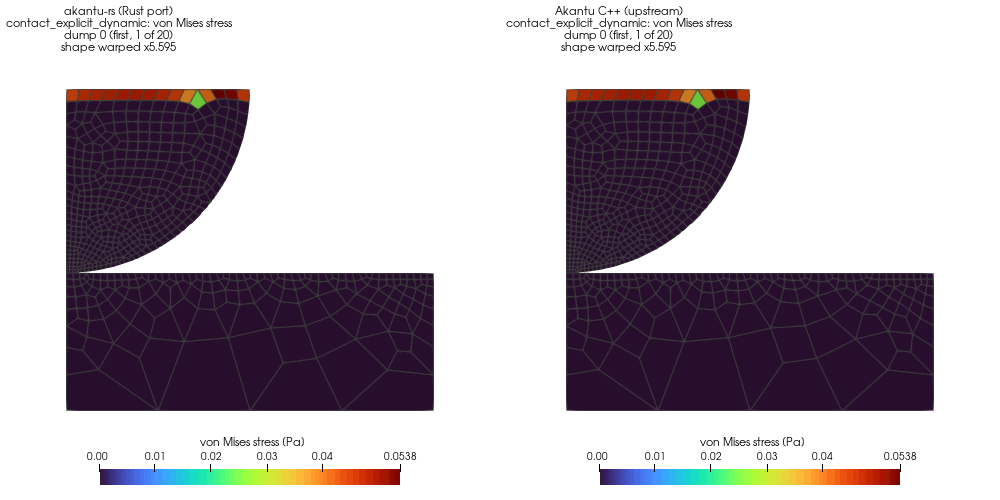 akantu-rs (Rust port)
contact_explicit_dynamic: von Mises stress
dump 0 (first, 1 of 20)
shape warped x5.595
Akantu C++ (upstream)
contact_explicit_dynamic: von Mises stress
dump 0 (first, 1 of 20)
shape warped x5.595
von Mises stress (Pa)
0.00 0.01 0.02 0.03 0.04 0.0538
von Mises stress (Pa)
0.00 0.01 0.02 0.03 0.04 0.0538